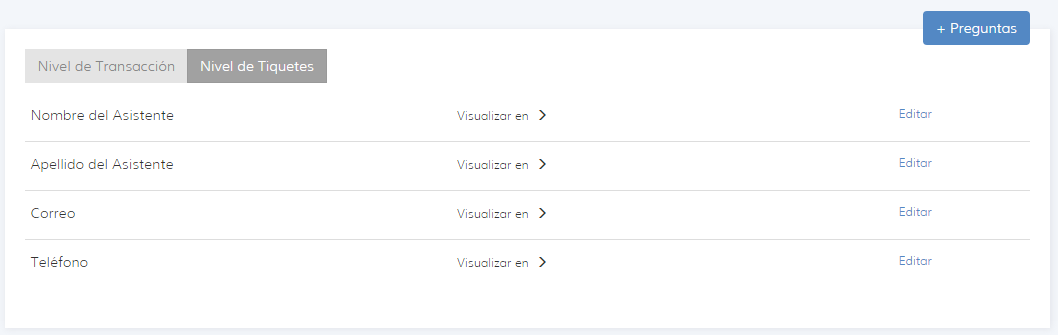 + Preguntas
Nivel de Transacción Nivel de Tiquetes
Nombre del Asistente Visualizar en Editar
Apellido del Asistente Visualizar en Editar
Correo Visualizar en Editar
Teléfono Visualizar en Editar